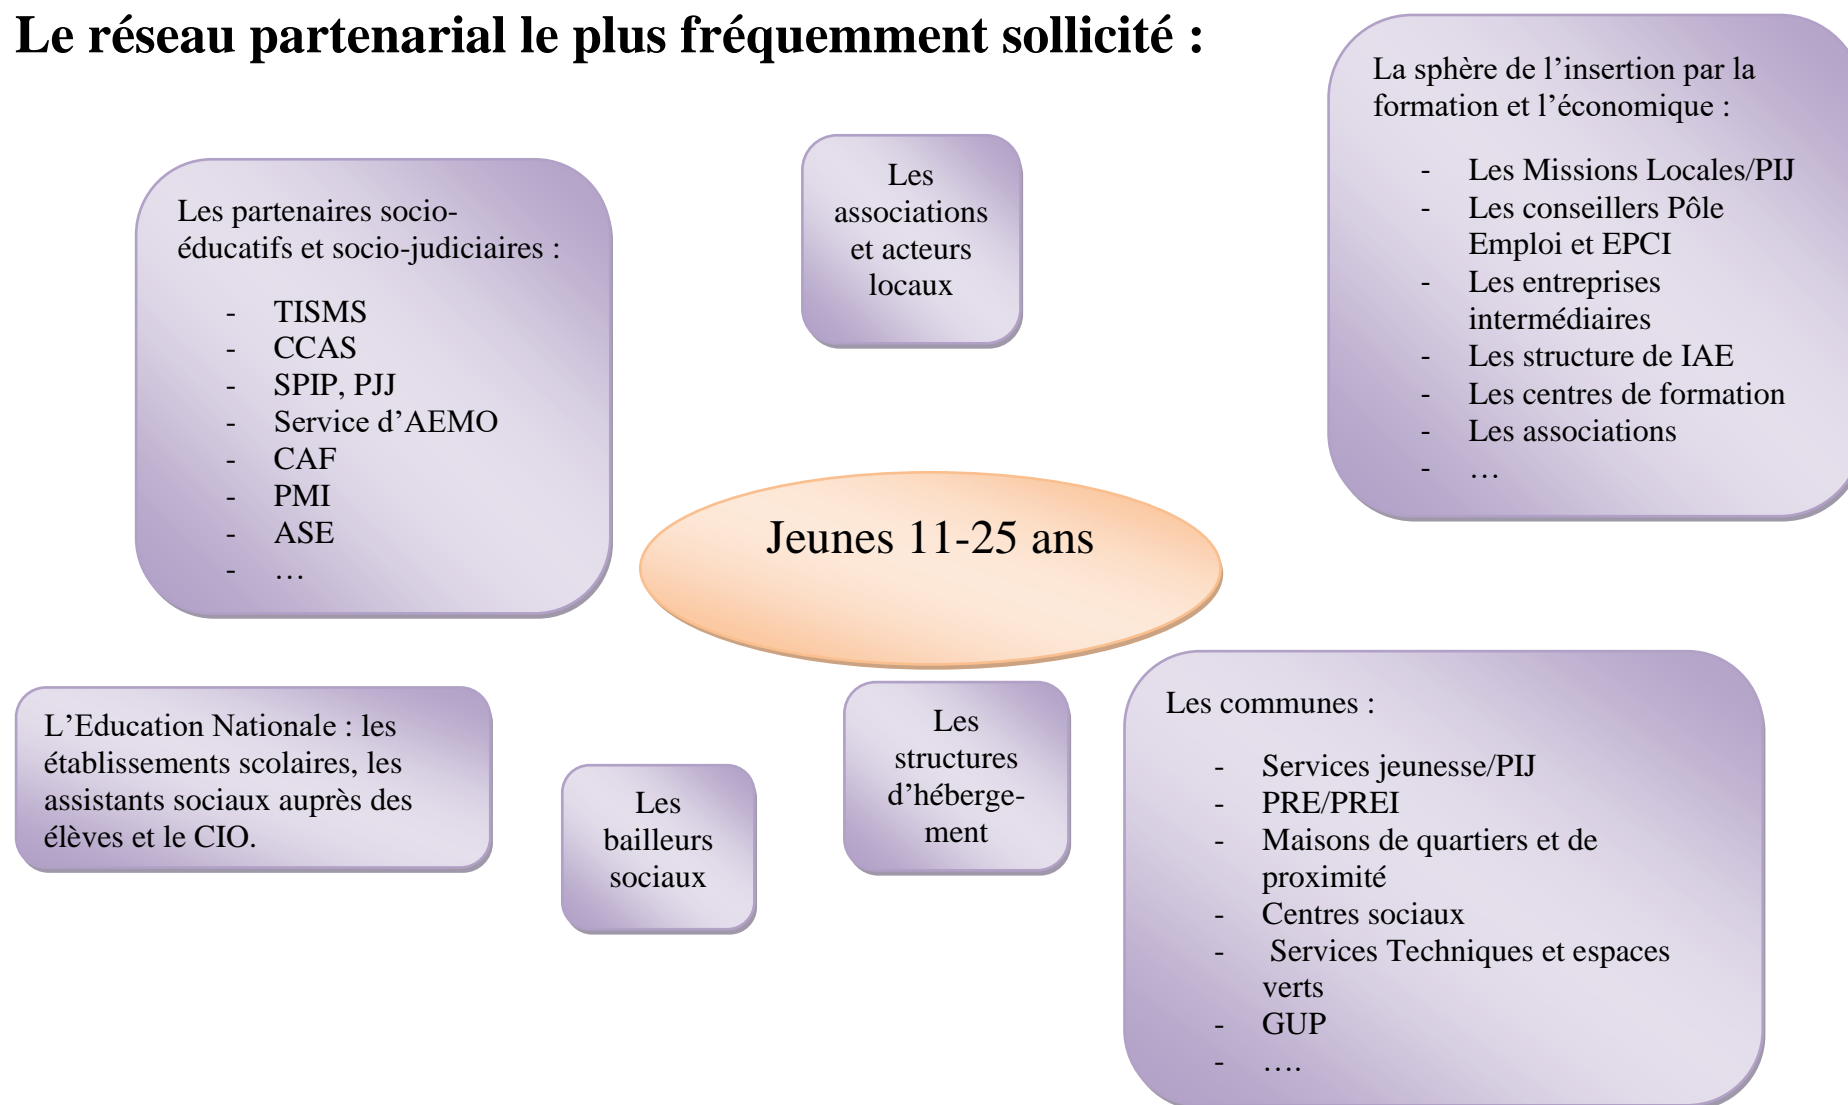 Le réseau partenarial le plus fréquemment sollicité :
La sphère de l’insertion par la
formation et l’économique :
- Les Missions Locales/PIJ
- Les conseillers Pôle
Emploi et EPCI
- Les entreprises
intermédiaires
- Les structure de IAE
- Les centres de formation
- Les associations
- …
Les
associations
et acteurs
locaux
Les partenaires socio-
éducatifs et socio-judiciaires :
- TISMS
- CCAS
- SPIP, PJJ
- Service d’AEMO
- CAF
- PMI
- ASE
- …
Jeunes 11-25 ans
L’Education Nationale : les
établissements scolaires, les
assistants sociaux auprès des
élèves et le CIO.
Les
bailleurs
sociaux
Les
structures
d’héberge-
ment
Les communes :
- Services jeunesse/PIJ
- PRE/PREI
- Maisons de quartiers et de
proximité
- Centres sociaux
- Services Techniques et espaces
verts
- GUP
- ….